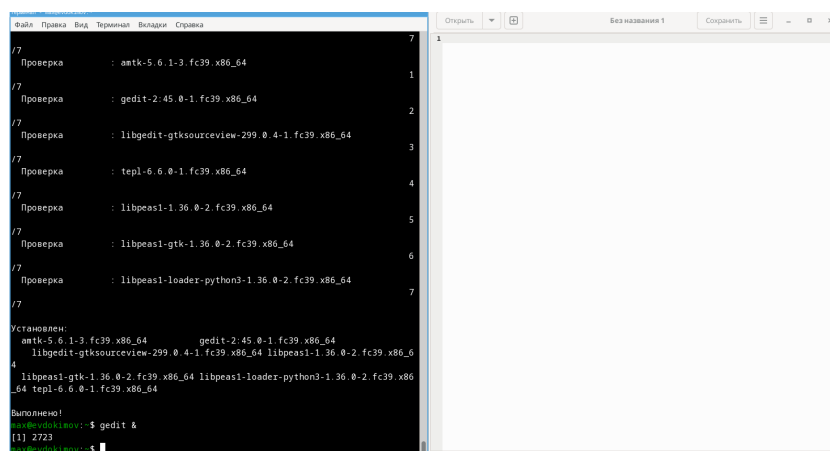 Файл Правка Вид Терминал Вкладки Справка
7
/7
Проверка : amtk-5.6.1-3.fc39.x86_64
1
/7
Проверка : gedit-2:45.0-1.fc39.x86_64
2
/7
Проверка : libgedit-gtksourceview-299.0.4-1.fc39.x86_64
3
/7
Проверка : tepl-6.6.0-1.fc39.x86_64
4
/7
Проверка : libpeas1-1.36.0-2.fc39.x86_64
5
/7
Проверка : libpeas1-gtk-1.36.0-2.fc39.x86_64
6
/7
Проверка : libpeas1-loader-python3-1.36.0-2.fc39.x86_64
7
/7
Установлен:
amtk-5.6.1-3.fc39.x86_64 gedit-2:45.0-1.fc39.x86_64
libgedit-gtksourceview-299.0.4-1.fc39.x86_64 libpeas1-1.36.0-2.fc39.x86_6
4
libpeas1-gtk-1.36.0-2.fc39.x86_64 libpeas1-loader-python3-1.36.0-2.fc39.x86
_64 tepl-6.6.0-1.fc39.x86_64
Выполнено!
max@evdokimov:~$ gedit &
[1] 2723
max@evdokimov:~$
Открыть Без названия 1 Сохранить
1